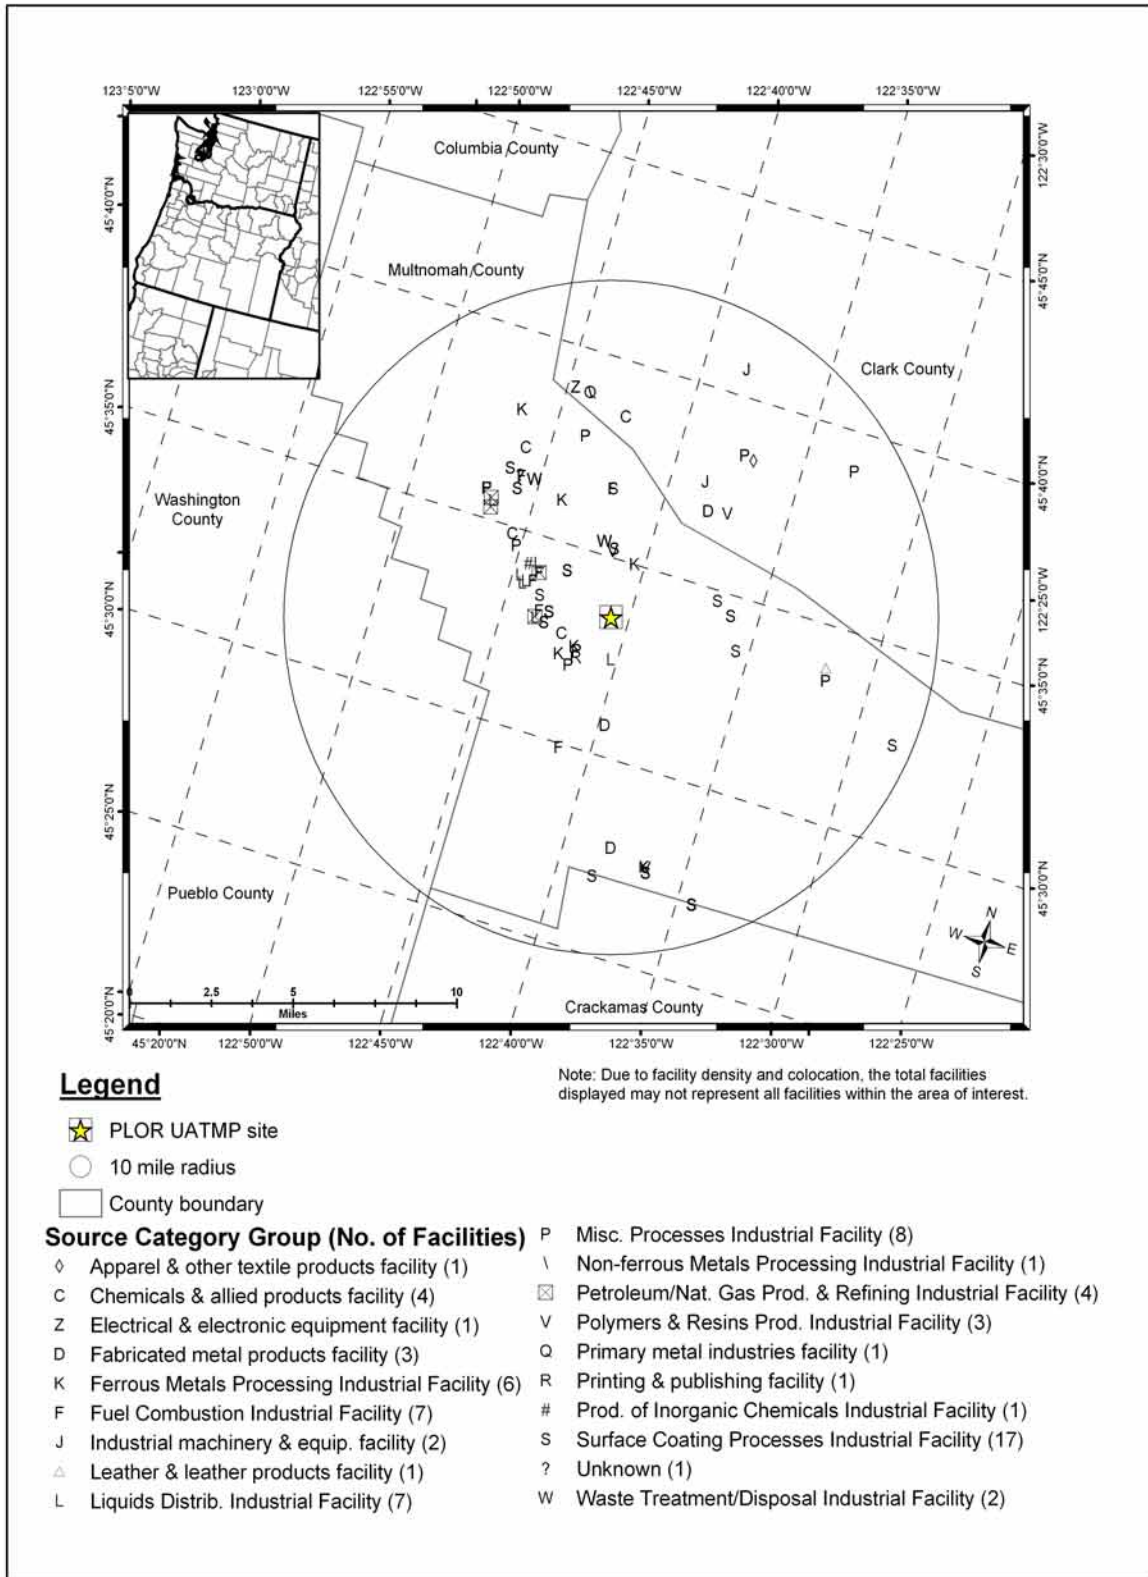 123°5'0"W 123°0'0"W 122°55'0"W 122°50'0"W 122°45'0"W 122°40'0"W 122°35'0"W
122°30'0"W
45°40'0"N
45°45'0"N
45°35'0"N
45°40'0"N
45°30'0"N
122°25'0"W
45°35'0"N
45°25'0"N
45°30'0"N
45°20'0"N
Columbia County
Multnomah County
Clark County
J
Z Q
K C
P
C
S F W P P
P S K S J
D V
C P W S K
# L S
L L F F
S S
F S S
L S C S
K K R P L
P
D
F S
D
K
S S
S
Washington
County
Pueblo County
Crackamas County
N
W E
S
0 2.5 5 10
Miles
45°20'0"N 122°50'0"W 122°45'0"W 122°40'0"W 122°35'0"W 122°30'0"W 122°25'0"W
Note: Due to facility density and colocation, the total facilities
displayed may not represent all facilities within the area of interest.
Legend
PLOR UATMP site
10 mile radius
County boundary
Source Category Group (No. of Facilities)
◊ Apparel & other textile products facility (1)
C Chemicals & allied products facility (4)
Z Electrical & electronic equipment facility (1)
D Fabricated metal products facility (3)
K Ferrous Metals Processing Industrial Facility (6)
F Fuel Combustion Industrial Facility (7)
J Industrial machinery & equip. facility (2)
△ Leather & leather products facility (1)
L Liquids Distrib. Industrial Facility (7)
P Misc. Processes Industrial Facility (8)
\ Non-ferrous Metals Processing Industrial Facility (1)
Petroleum/Nat. Gas Prod. & Refining Industrial Facility (4)
V Polymers & Resins Prod. Industrial Facility (3)
Q Primary metal industries facility (1)
R Printing & publishing facility (1)
# Prod. of Inorganic Chemicals Industrial Facility (1)
S Surface Coating Processes Industrial Facility (17)
? Unknown (1)
W Waste Treatment/Disposal Industrial Facility (2)